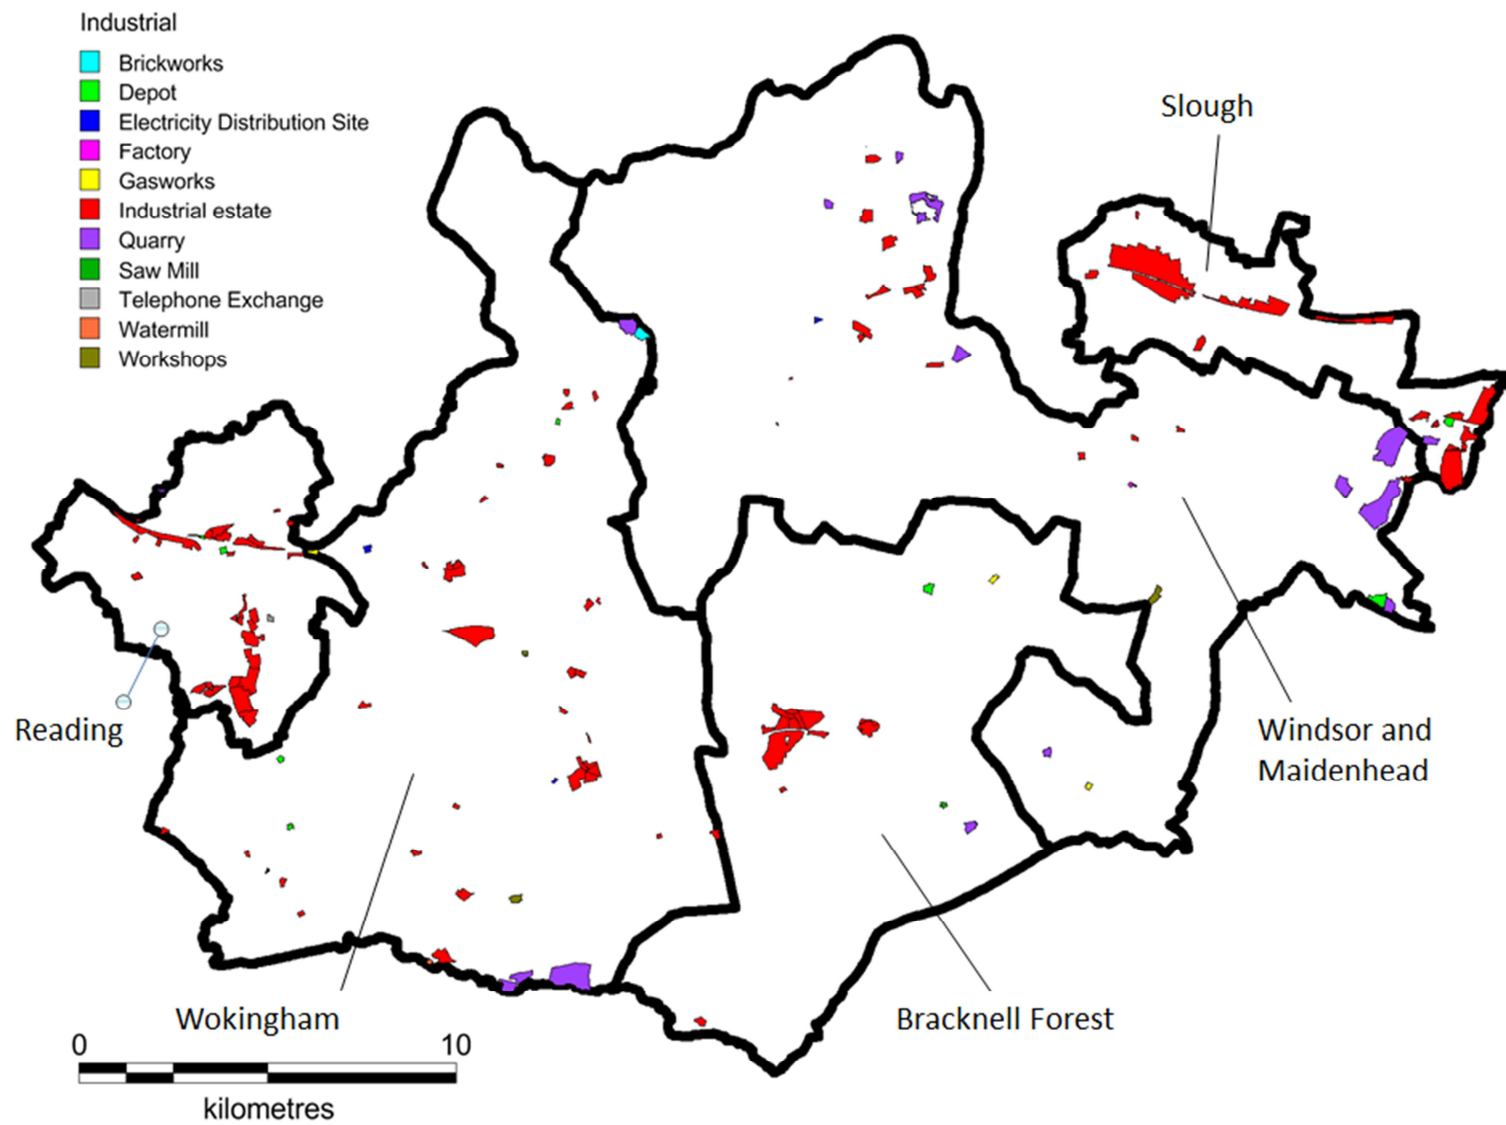 Industrial
Brickworks
Depot
Electricity Distribution Site
Factory
Gasworks
Industrial estate
Quarry
Saw Mill
Telephone Exchange
Watermill
Workshops
Slough
Reading
Windsor and
Maidenhead
Wokingham
Bracknell Forest
0 10
kilometres